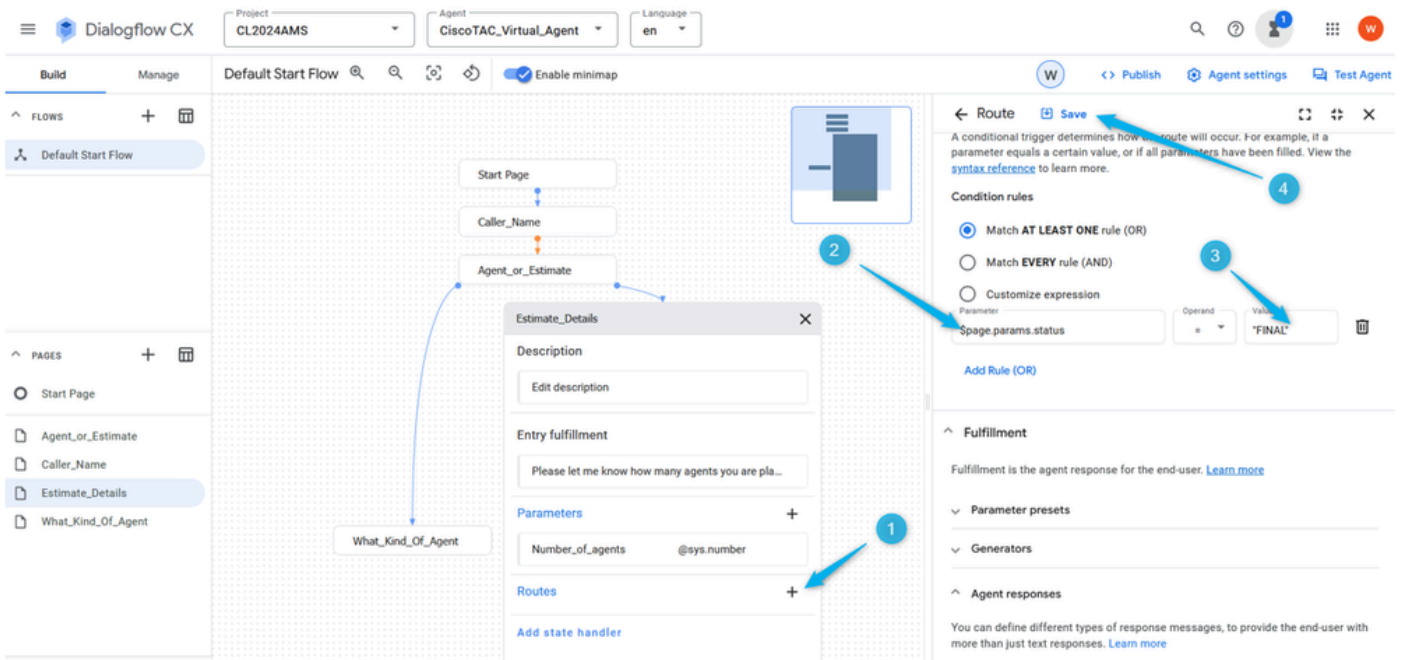 Dialogflow CX
Project
CL2024AMS
Agent
CiscoTAC_Virtual_Agent
Language
en
1
W
Build
Manage
Default Start Flow
Enable minimap
W
Publish
Agent settings
Test Agent
FLOWS
Default Start Flow
PAGES
Start Page
Agent_or_Estimate
Caller_Name
Estimate_Details
What_Kind_Of_Agent
Start Page
Caller_Name
Agent_or_Estimate
What_Kind_Of_Agent
Estimate_Details
Description
Edit description
Entry fulfillment
Please let me know how many agents you are pla...
Parameters
Number_of_agents @sys.number
Routes
1
Add state handler
Route
Save
4
A conditional trigger determines how the route will occur. For example, if a
parameter equals a certain value, or if all parameters have been filled. View the
syntax reference to learn more.
Condition rules
Match AT LEAST ONE rule (OR)
Match EVERY rule (AND)
Customize expression
2
3
Parameter
$page.params.status
Operand
=
Value
"FINAL"
Add Rule (OR)
Fulfillment
Fulfillment is the agent response for the end-user. Learn more
Parameter presets
Generators
Agent responses
You can define different types of response messages, to provide the end-user with
more than just text responses. Learn more